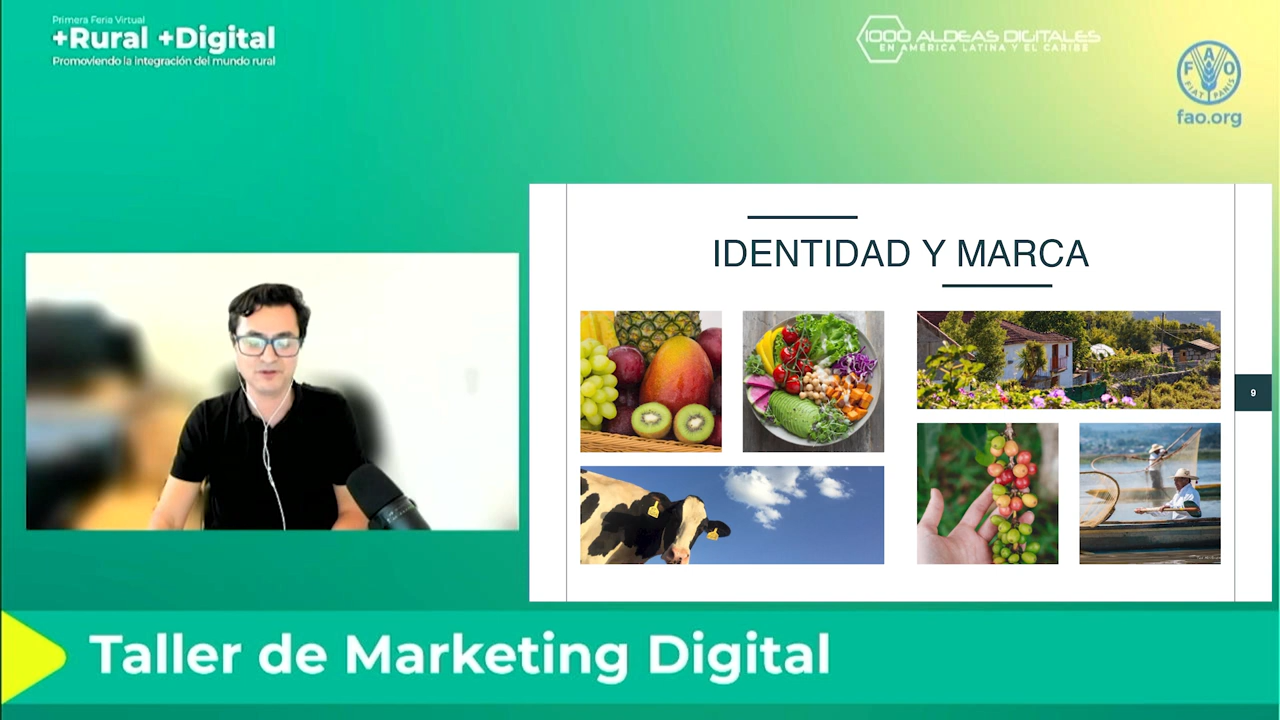 Primera Feria Virtual
+Rural +Digital
Promoviendo la integración del mundo rural
1000 ALDEAS DIGITALES
EN AMÉRICA LATINA Y EL CARIBE
F A O
FIAT PANIS
fao.org
IDENTIDAD Y MARCA
9
Taller de Marketing Digital